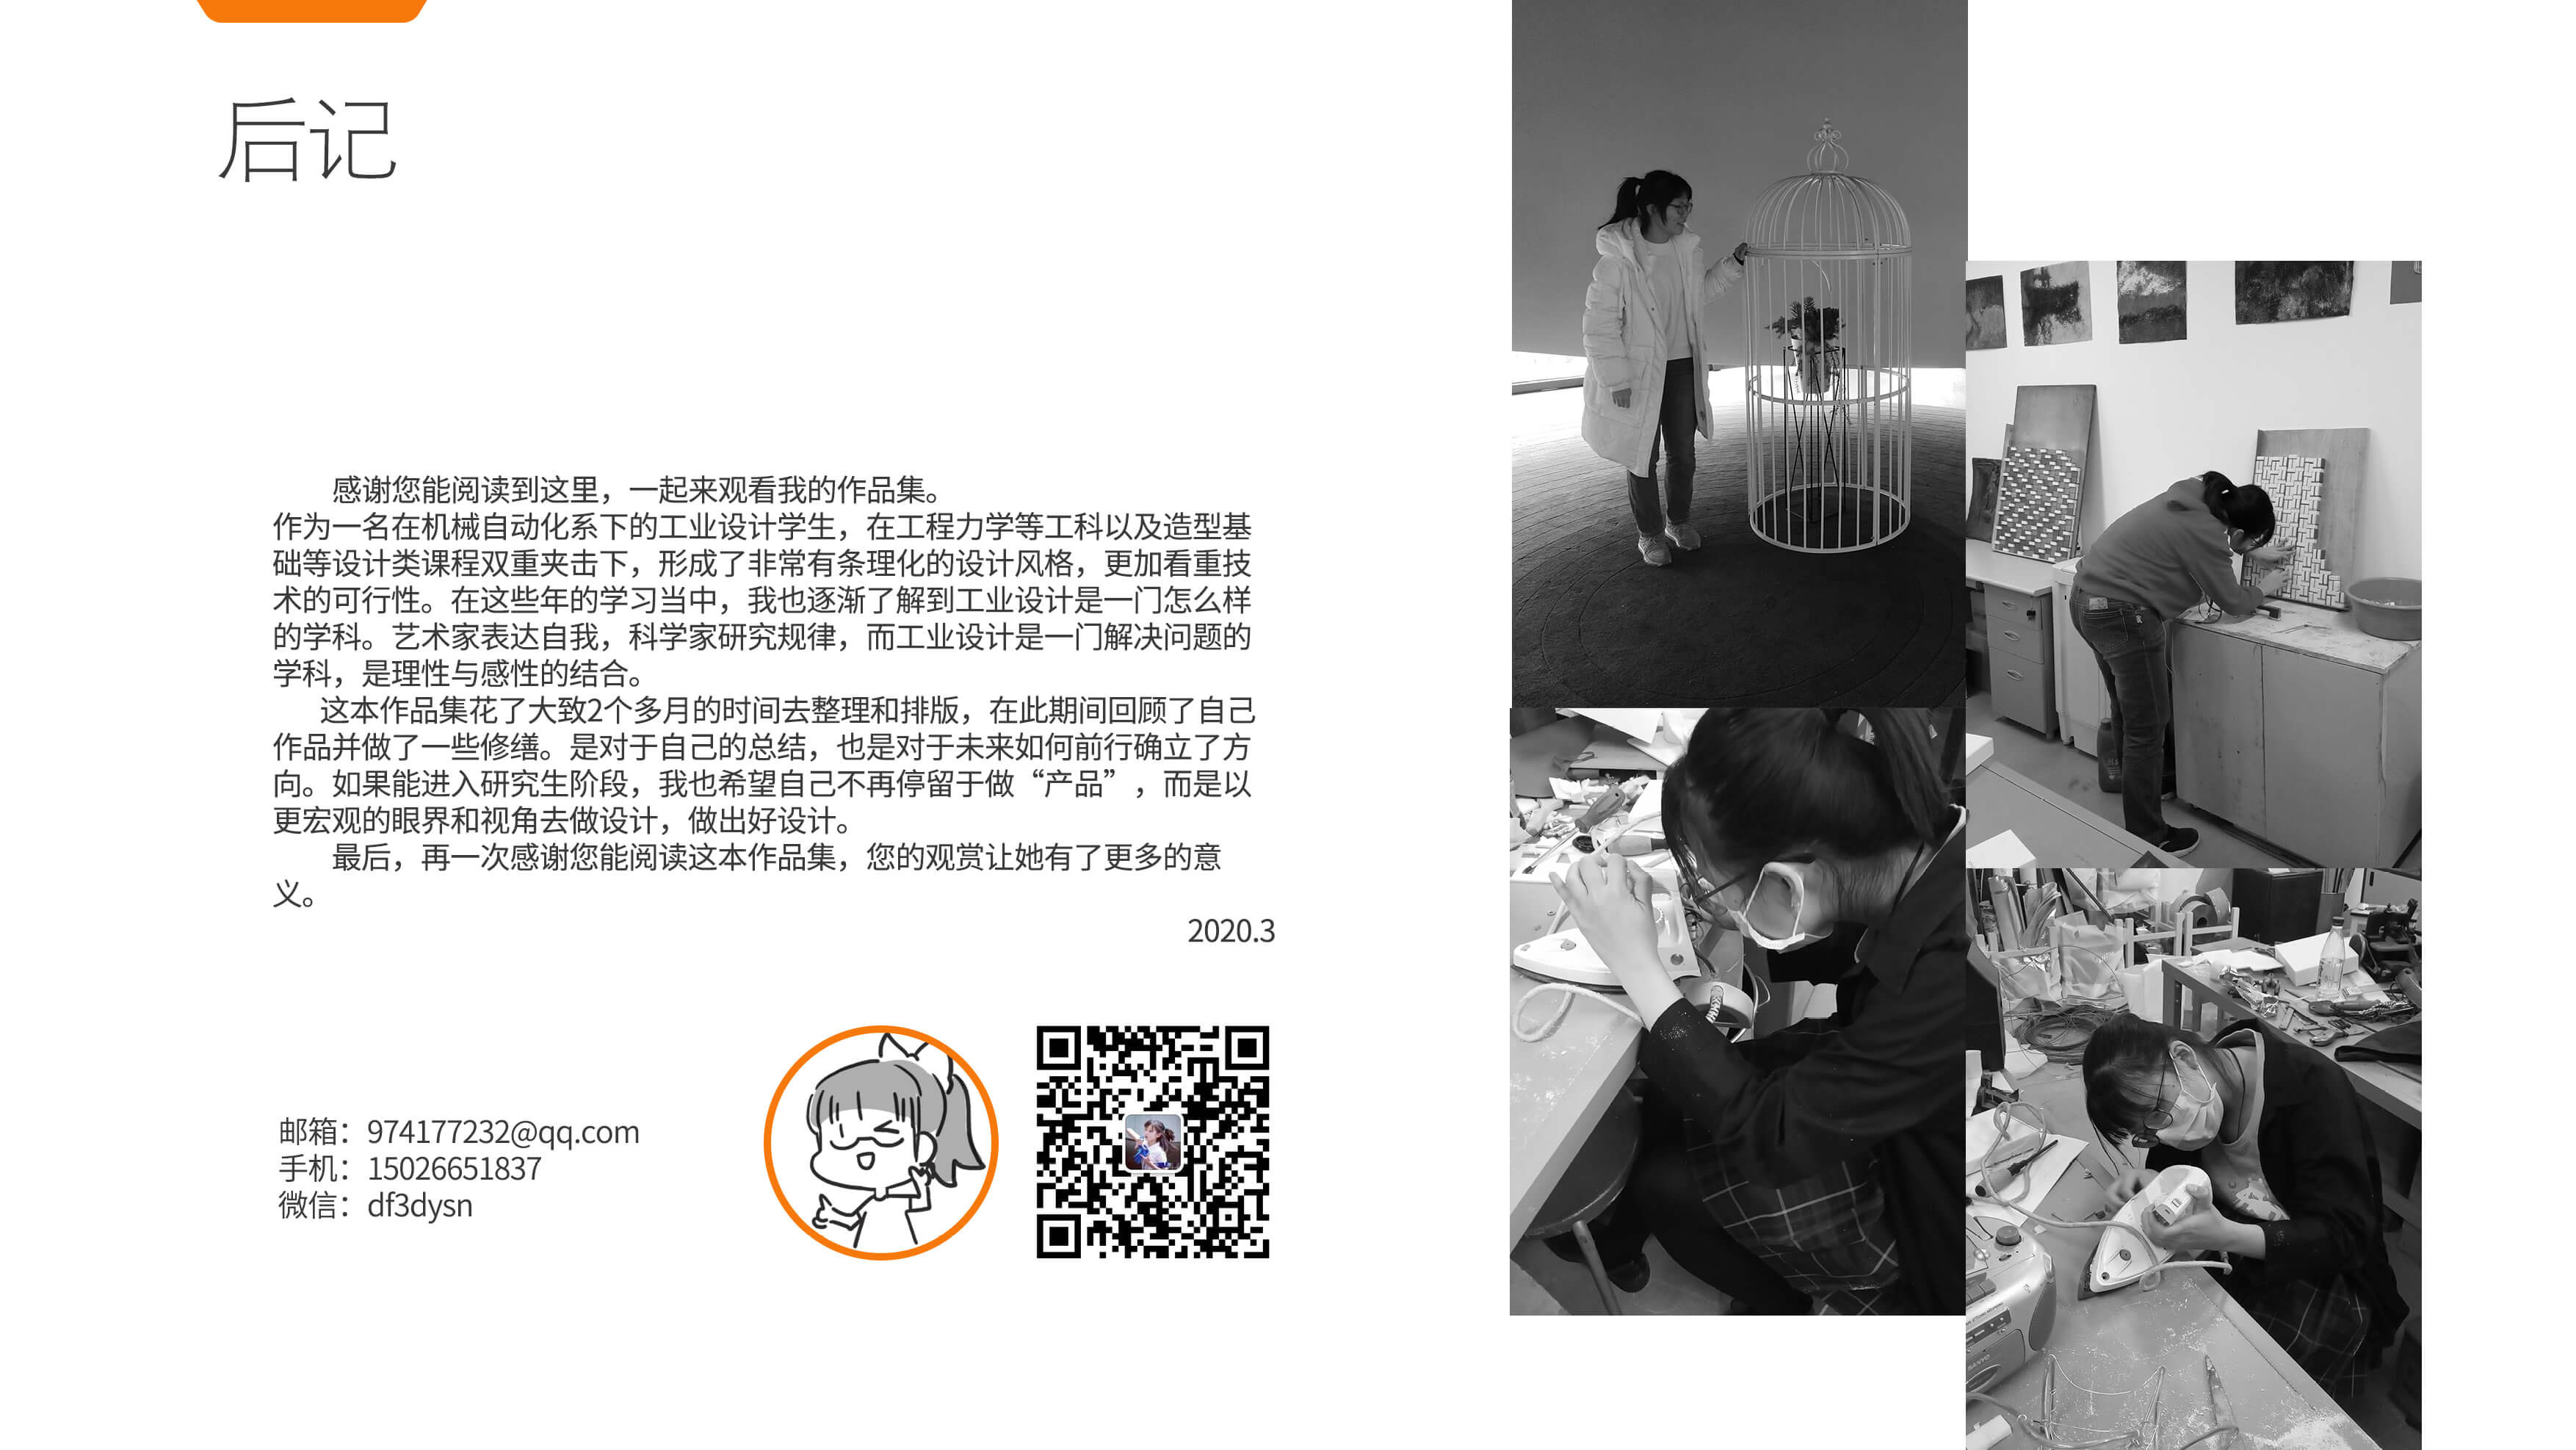 后记
感谢您能阅读到这里，一起来观看我的作品集。
作为一名在机械自动化系下的工业设计学生，在工程力学等工科以及造型基
础等设计类课程双重夹击下，形成了非常有条理化的设计风格，更加看重技
术的可行性。在这些年的学习当中，我也逐渐了解到工业设计是一门怎么样
的学科。艺术家表达自我，科学家研究规律，而工业设计是一门解决问题的
学科，是理性与感性的结合。
这本作品集花了大致2个多月的时间去整理和排版，在此期间回顾了自己
作品并做了一些修缮。是对于自己的总结，也是对于未来如何前行确立了方
向。如果能进入研究生阶段，我也希望自己不再停留于做“产品”，而是以
更宏观的眼界和视角去做设计，做出好设计。
最后，再一次感谢您能阅读这本作品集，您的观赏让她有了更多的意
义。
2020.3
邮箱：974177232@qq.com
手机：15026651837
微信：df3dysn
SANYO